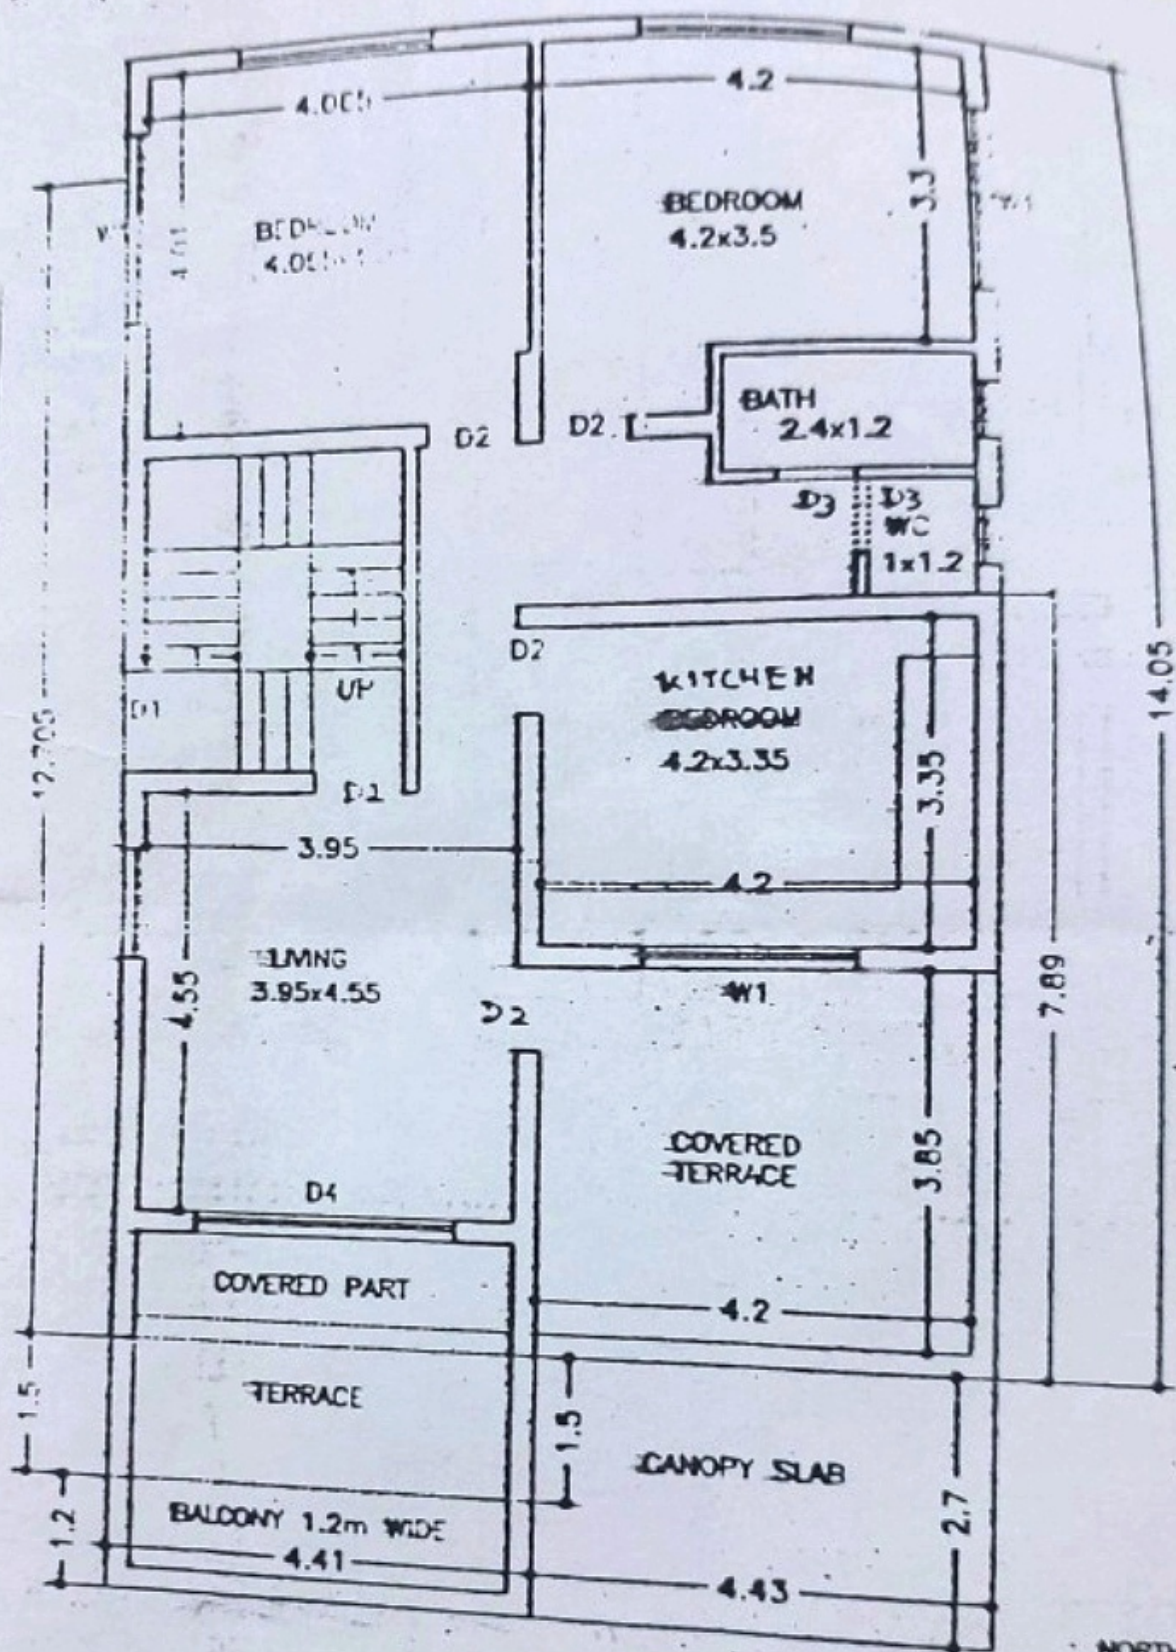 4.2
BEDROOM
4.2x3.5
3.3
BATH
2.4x1.2
D2
D2
D3
D3
WC
1x1.2
D2
KITCHEN
BEDROOM
4.2x3.35
3.35
4.2
UP
D1
3.95
LIVING
3.95x4.55
4.55
D2
W1
12.705
14.05
7.89
COVERED
TERRACE
3.85
4.2
D4
COVERED PART
TERRACE
1.5
1.5
CANOPY SLAB
2.7
BALCONY 1.2m WIDE
1.2
4.41
4.43